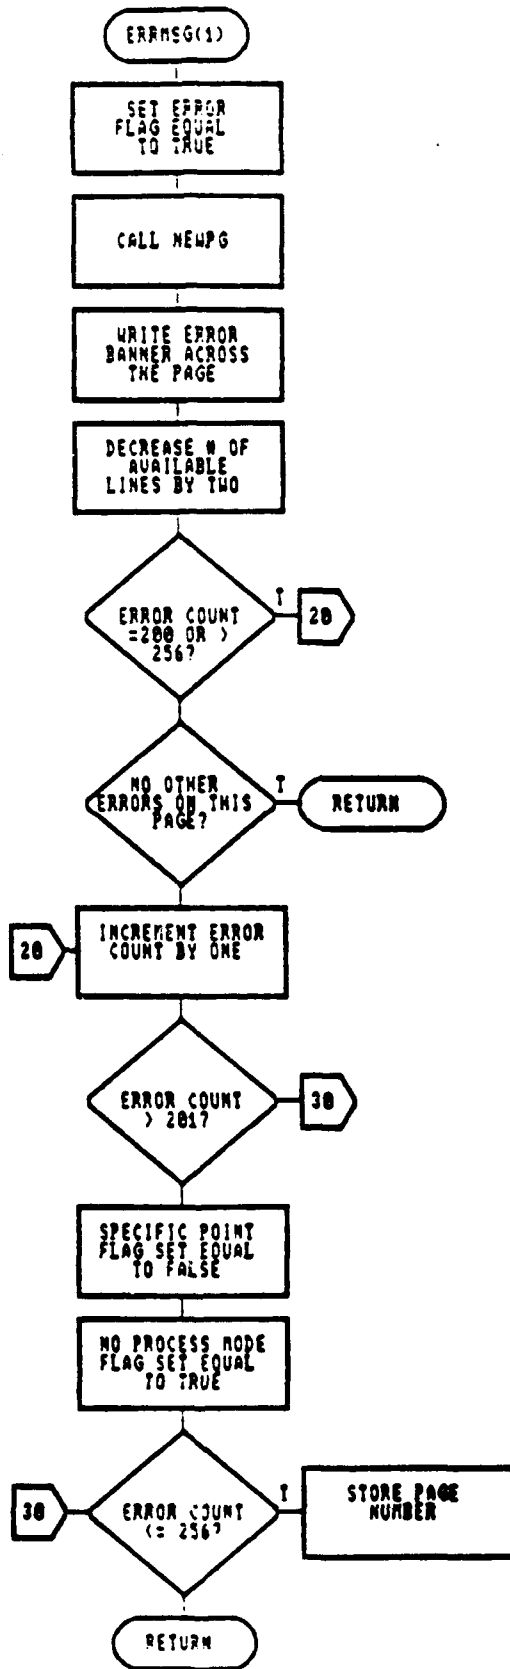 ERRMSG(1)
SET ERROR
FLAG EQUAL
TO TRUE
CALL NEWPG
WRITE ERROR
BANNER ACROSS
THE PAGE
DECREASE # OF
AVAILABLE
LINES BY TWO
ERROR COUNT
=200 OR >
256?
T
20
NO OTHER
ERRORS ON THIS
PAGE?
T
RETURN
20
INCREMENT ERROR
COUNT BY ONE
ERROR COUNT
> 201?
30
SPECIFIC POINT
FLAG SET EQUAL
TO FALSE
NO PROCESS MODE
FLAG SET EQUAL
TO TRUE
30
ERROR COUNT
<= 256?
T
STORE PAGE
NUMBER
RETURN